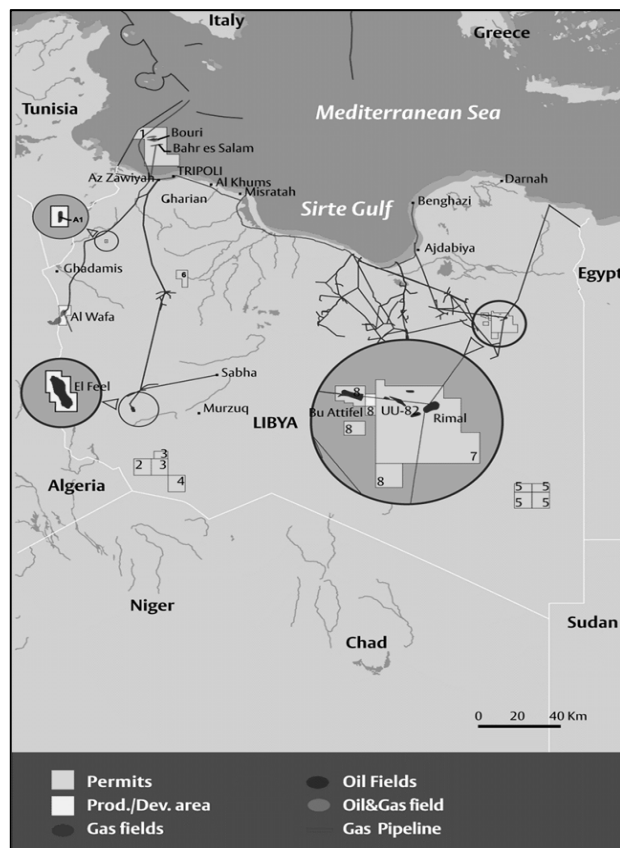 Italy
Greece
Tunisia
Mediterranean Sea
1
Bouri
Bahr es Salam
Az Zawiyah
TRIPOLI
Al Khums
Misratah
Gharian
Darnah
Sirte Gulf
Benghazi
A1
Ajdabiya
Ghadamis
6
Egypt
Al Wafa
Sabha
El Feel
Murzuq
LIBYA
8
Bu Attifel
8
UU-82
Rimal
8
7
8
3
2 3
4
Algeria
5 5
5 5
Niger
Sudan
Chad
0 20 40 Km
Permits
Oil Fields
Prod./Dev. area
Oil&Gas field
Gas fields
Gas Pipeline